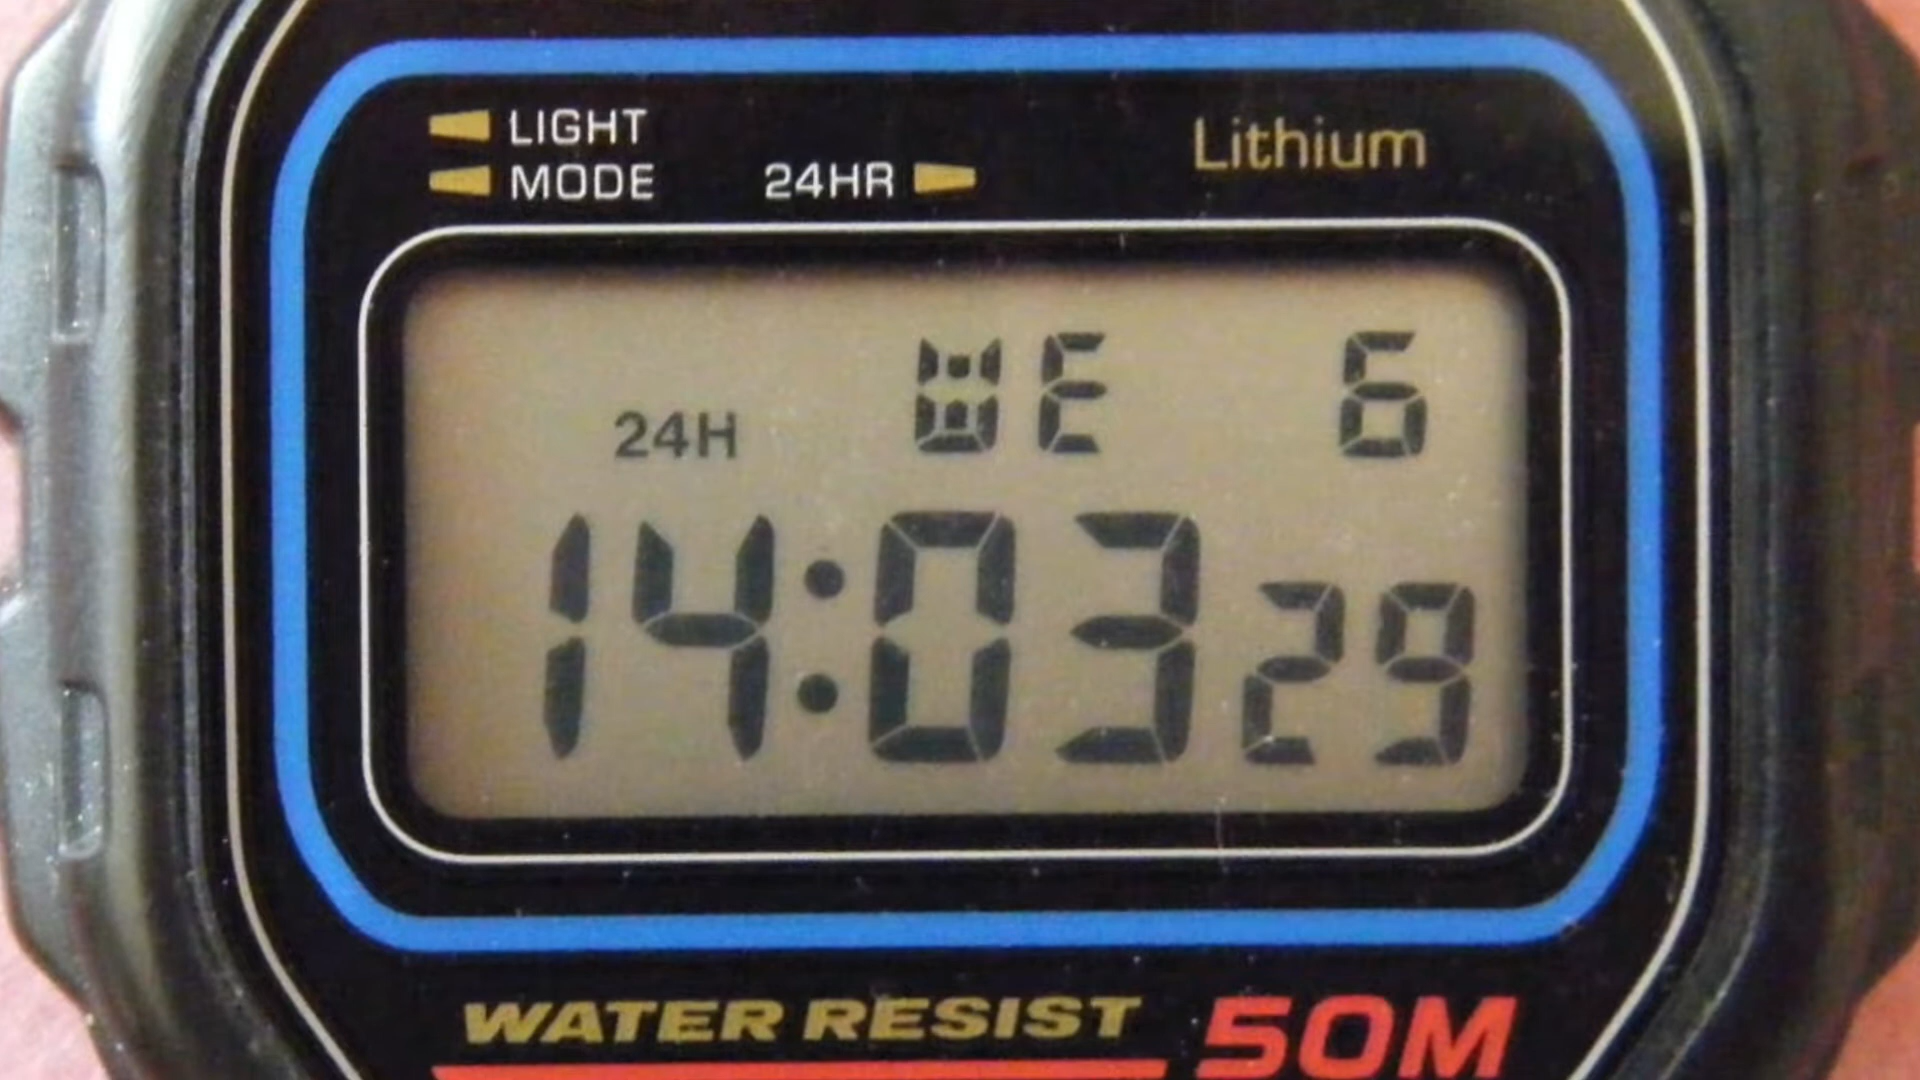 LIGHT
MODE 24HR Lithium
WE 6
24H
14:03 29
WATER RESIST 50M